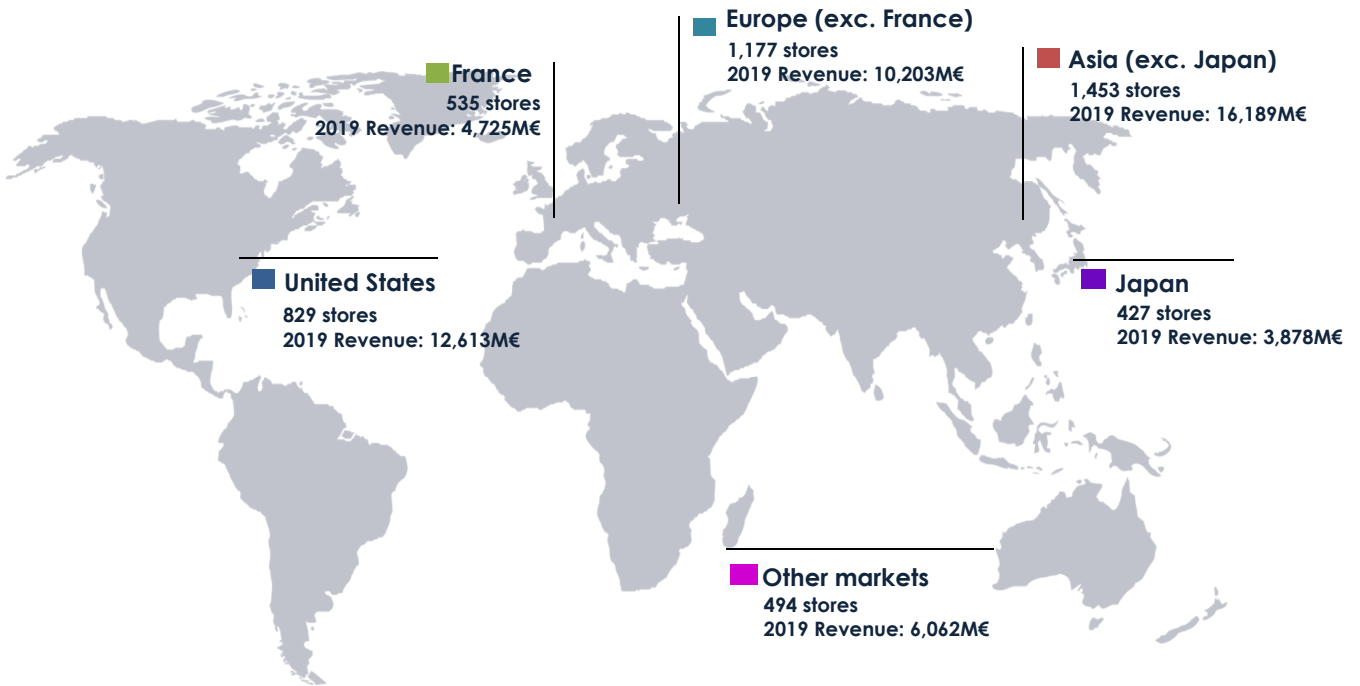 Europe (exc. France)
1,177 stores
2019 Revenue: 10,203M€
France
535 stores
2019 Revenue: 4,725M€
Asia (exc. Japan)
1,453 stores
2019 Revenue: 16,189M€
United States
829 stores
2019 Revenue: 12,613M€
Japan
427 stores
2019 Revenue: 3,878M€
Other markets
494 stores
2019 Revenue: 6,062M€